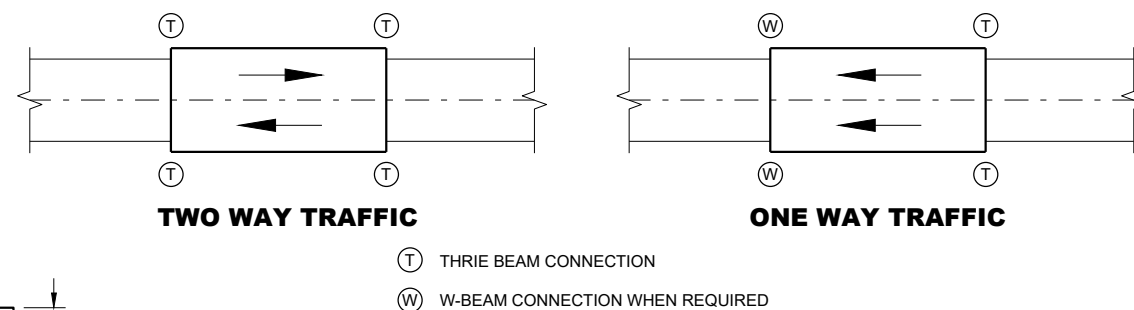 T T W T
T T W T
TWO WAY TRAFFIC ONE WAY TRAFFIC
T THRIE BEAM CONNECTION
W W-BEAM CONNECTION WHEN REQUIRED